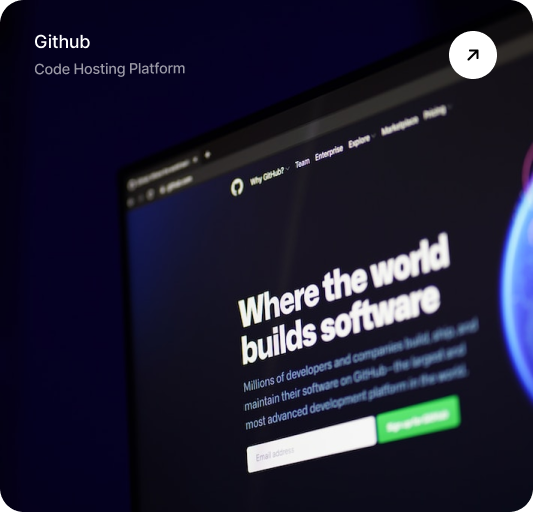 Github
Code Hosting Platform
github.com
Why GitHub? Team Enterprise Explore Marketplace Pricing
Where the world
builds software
Millions of developers and companies build, ship, and
maintain their software on GitHub—the largest and
most advanced development platform in the world.
Email address
Sign up for GitHub